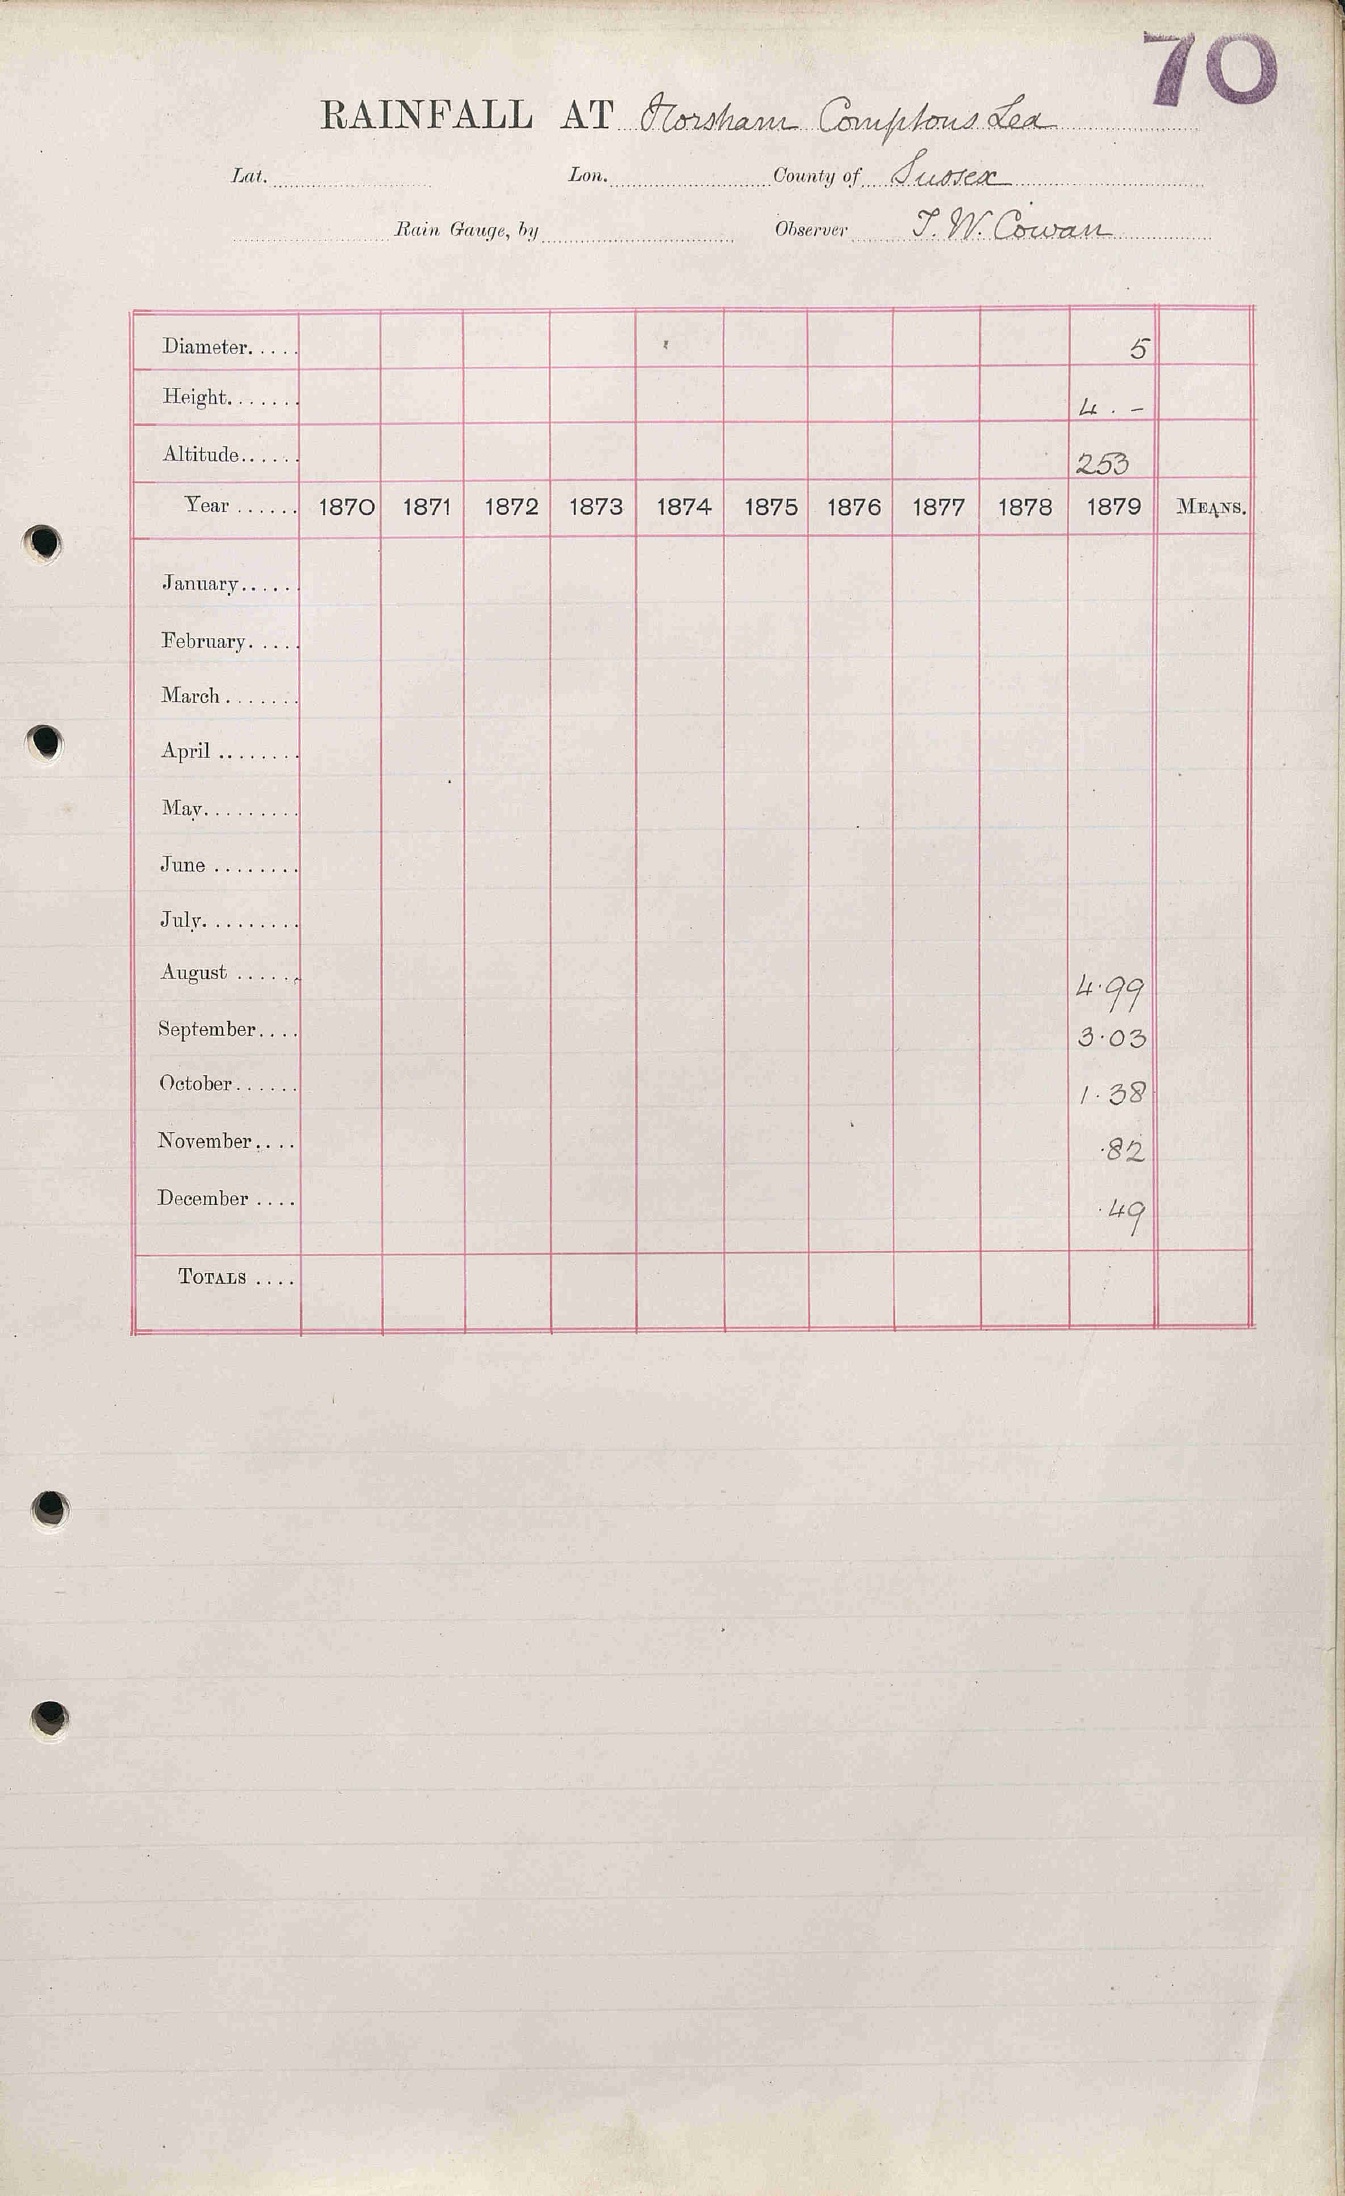 70
RAINFALL AT Horsham Comptons Lea
Lat. Lon. County of Sussex
Rain Gauge, by Observer T. W. Cowan
Diameter..... 5
Height....... 4 . -
Altitude...... 253
Year ...... 1870 1871 1872 1873 1874 1875 1876 1877 1878 1879 MEANS.
January......
February.....
March.......
April ........
May.........
June ........
July.........
August ...... 4.99
September.... 3.03
October...... 1.38
November.... .82
December .... .49
TOTALS ....